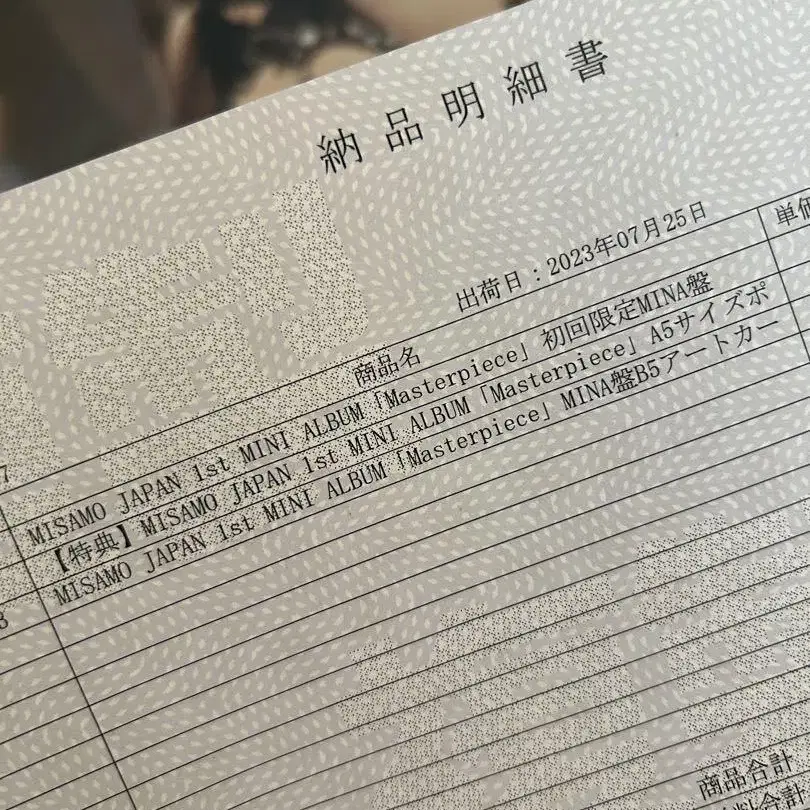 納品明細書
出荷日：2023年07月25日
商品名
単価
7
MISAMO JAPAN 1st MINI ALBUM「Masterpiece」初回限定MINA盤
【特典】MISAMO JAPAN 1st MINI ALBUM「Masterpiece」A5サイズポ
MISAMO JAPAN 1st MINI ALBUM「Masterpiece」MINA盤B5アートカー
8
商品合計